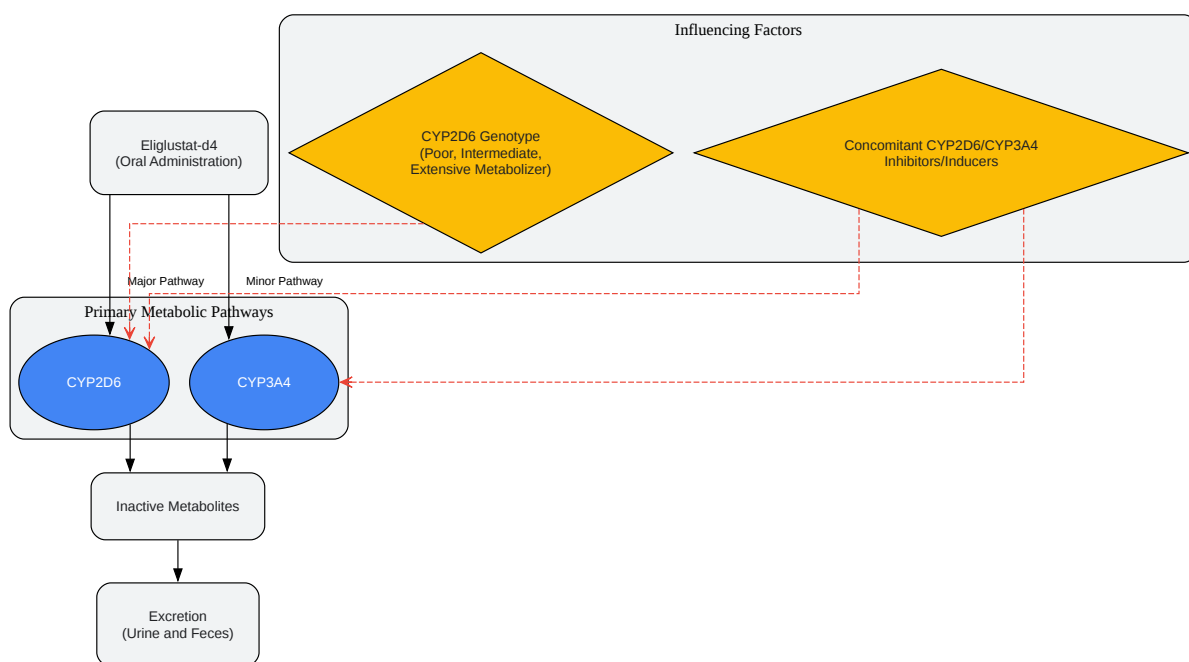 Influencing Factors
Eliglustat-d4
(Oral Administration)
CYP2D6 Genotype
(Poor, Intermediate,
Extensive Metabolizer)
Concomitant CYP2D6/CYP3A4
Inhibitors/Inducers
Major Pathway
Minor Pathway
Primary Metabolic Pathways
CYP2D6
CYP3A4
Inactive Metabolites
Excretion
(Urine and Feces)